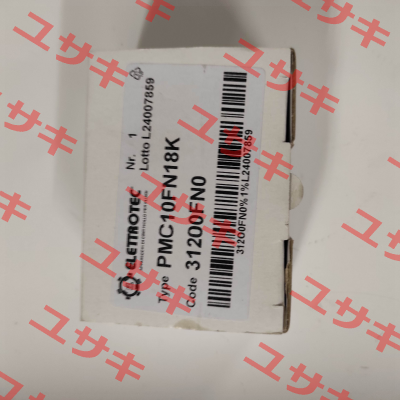 ELETTROTEC
Nr. 1
Lotto L24007859
Type PMC10FN18K
Code 31200FN0
31200FN0%1%L24007859
ユサキ